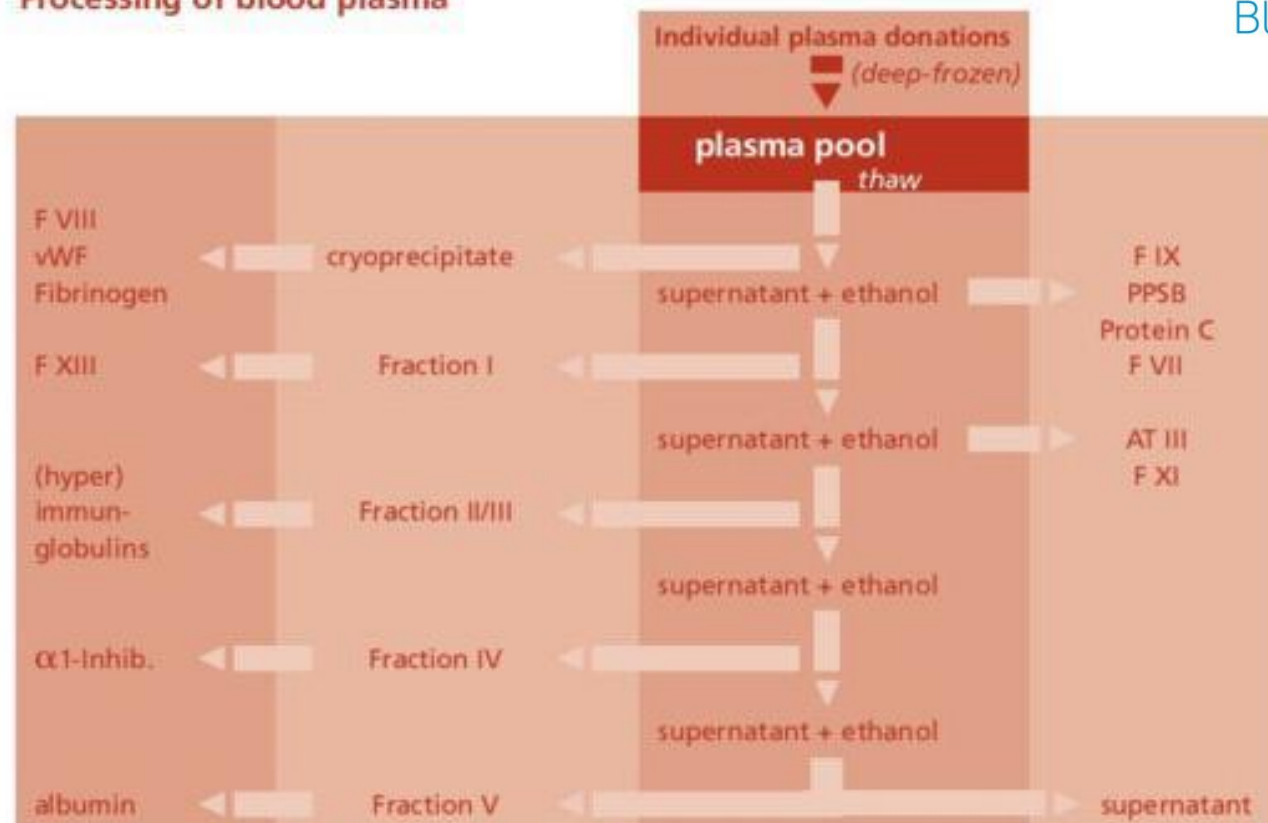 Processing of blood plasma
Individual plasma donations
(deep-frozen)
plasma pool
thaw
F VIII
vWF
Fibrinogen
cryoprecipitate
supernatant + ethanol
F IX
PPSB
Protein C
F VII
F XIII
Fraction I
supernatant + ethanol
AT III
F XI
(hyper)
immun-
globulins
Fraction II/III
supernatant + ethanol
α1-Inhib.
Fraction IV
supernatant + ethanol
albumin
Fraction V
supernatant